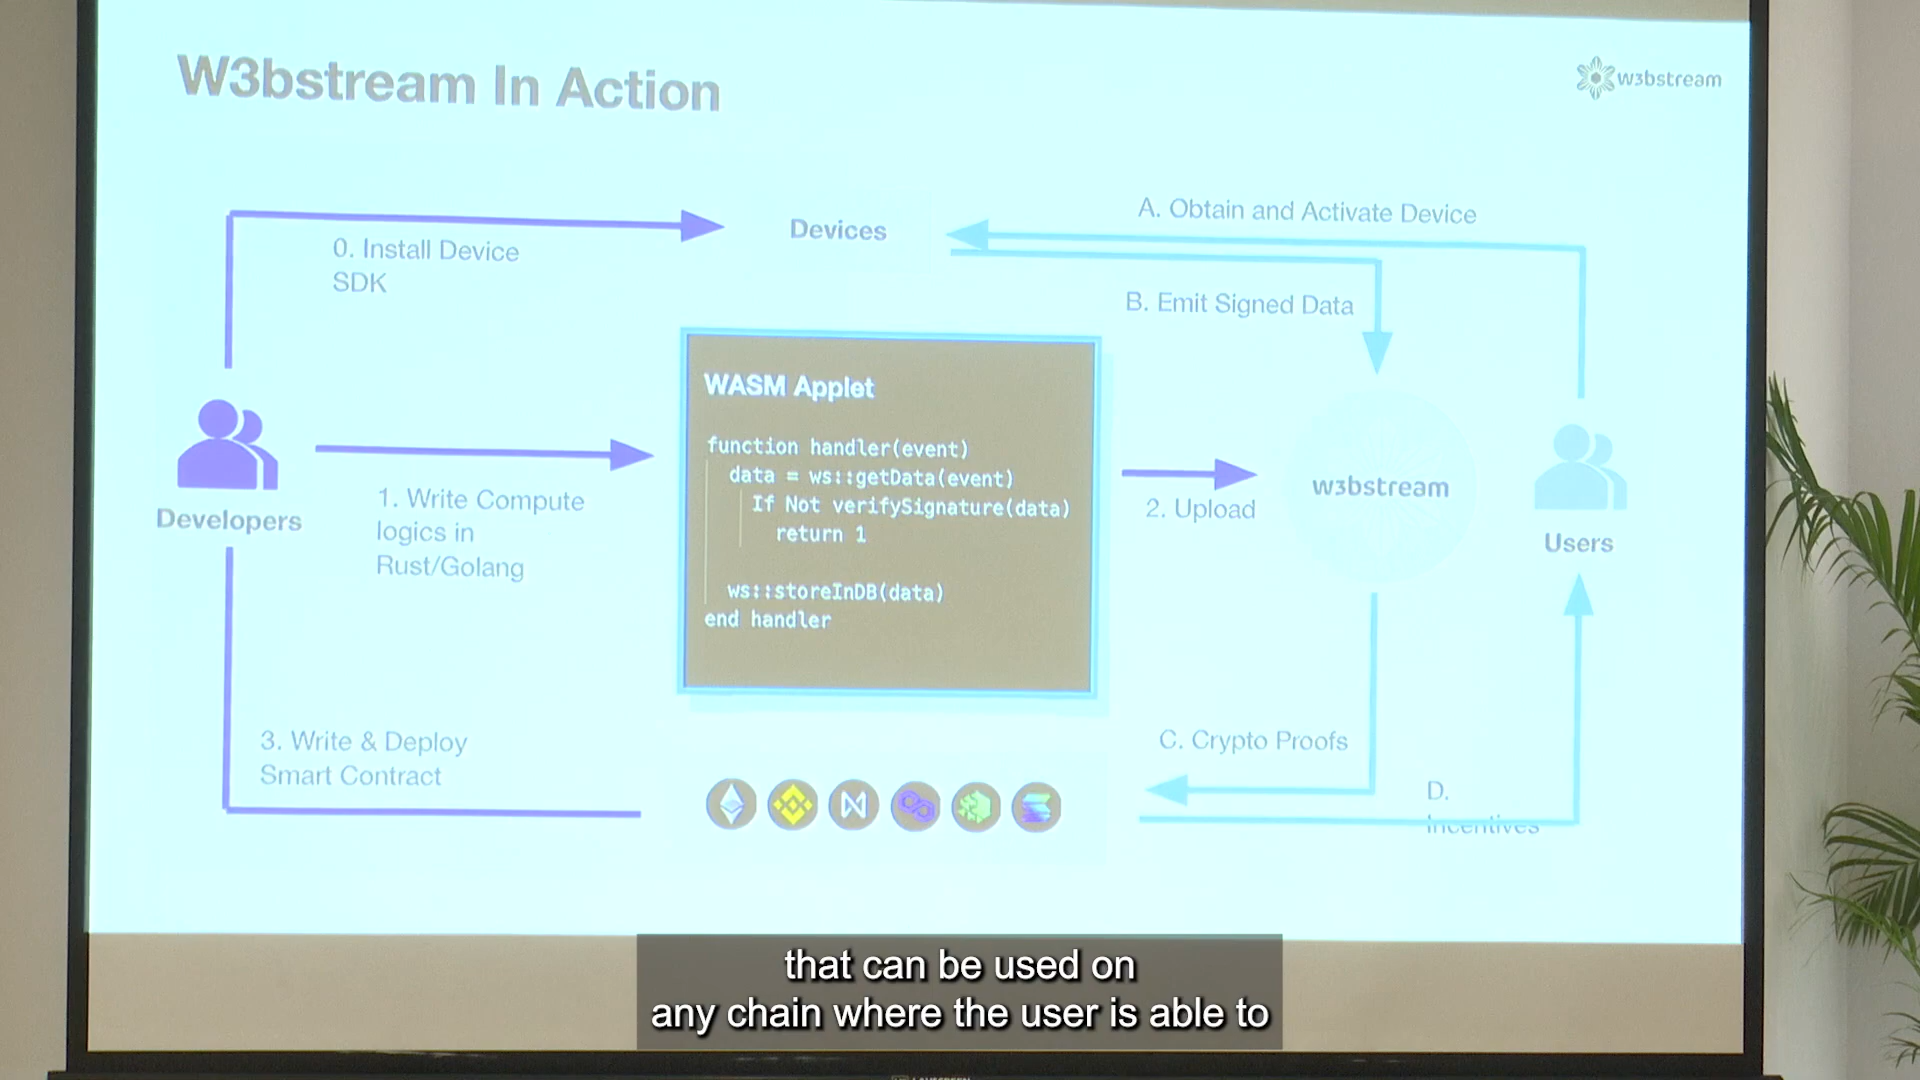 W3bstream In Action
w3bstream
0. Install Device
SDK
Devices
A. Obtain and Activate Device
B. Emit Signed Data
WASM Applet
function handler(event)
data = ws::getData(event)
If Not verifySignature(data)
return 1
ws::storeInDB(data)
end handler
Developers
1. Write Compute
logics in
Rust/Golang
2. Upload
w3bstream
Users
3. Write & Deploy
Smart Contract
C. Crypto Proofs
D.
Incentives
that can be used on
any chain where the user is able to